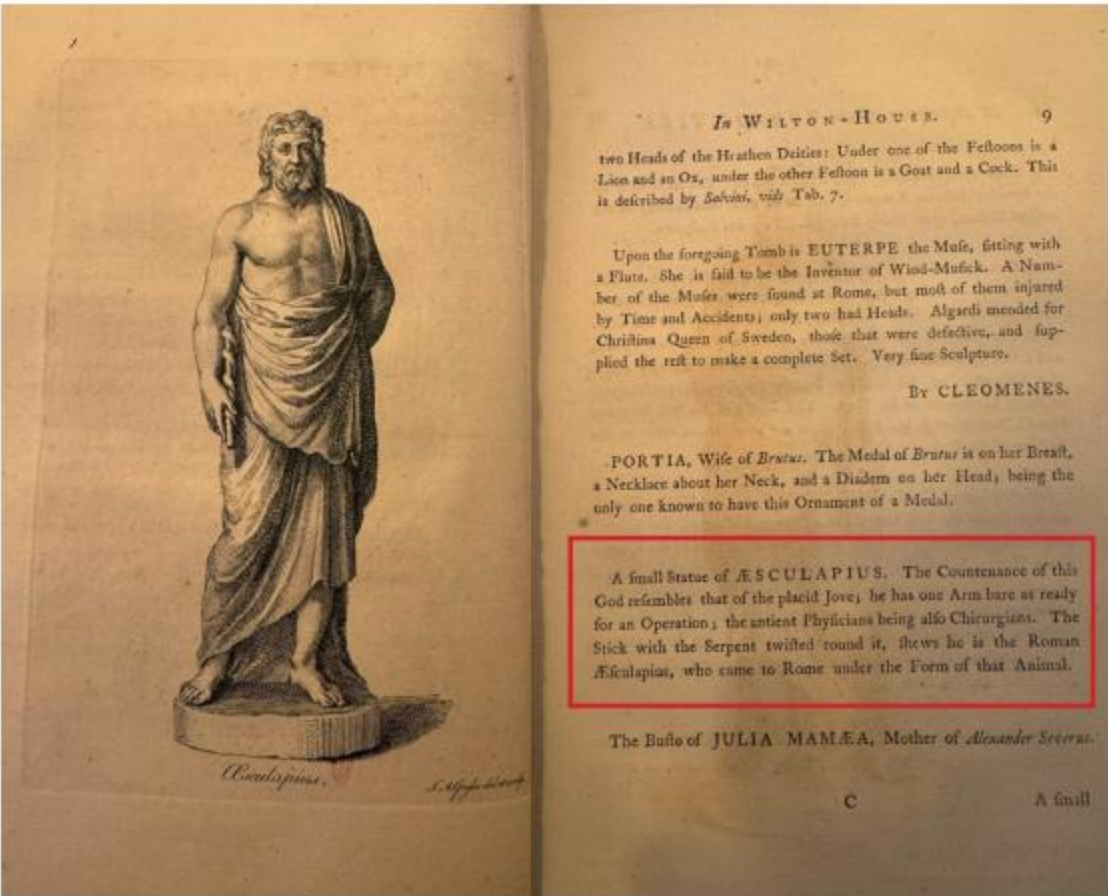 1
Æsculapius.
In WILTON-HOUSE. 9
two Heads of the Heathen Deities: Under one of the Feſtoons is a
Lion and an Ox, under the other Feſtoon is a Goat and a Cock. This
is deſcribed by Salvini, vide Tab. 7.
Upon the foregoing Tomb is EUTERPE the Muſe, ſitting with
a Flute. She is ſaid to be the Inventor of Wind-Muſick. A Num-
ber of the Muſes were found at Rome, but moſt of them injured
by Time and Accidents; only two had Heads. Algardi mended for
Chriſtina Queen of Sweden, thoſe that were defective, and ſup-
plied the reſt to make a complete Set. Very fine Sculpture.
By CLEOMENES.
PORTIA, Wife of Brutus. The Medal of Brutus is on her Breaſt,
a Necklace about her Neck, and a Diadem on her Head; being the
only one known to have this Ornament of a Medal.
A ſmall Statue of ÆSCULAPIUS. The Countenance of this
God reſembles that of the placid Jove; he has one Arm bare as ready
for an Operation; the antient Phyſicians being alſo Chirurgians. The
Stick with the Serpent twiſted round it, ſhews he is the Roman
Æſculapius, who came to Rome under the Form of that Animal.
The Buſto of JULIA MAMÆA, Mother of Alexander Severus.
C A ſmall